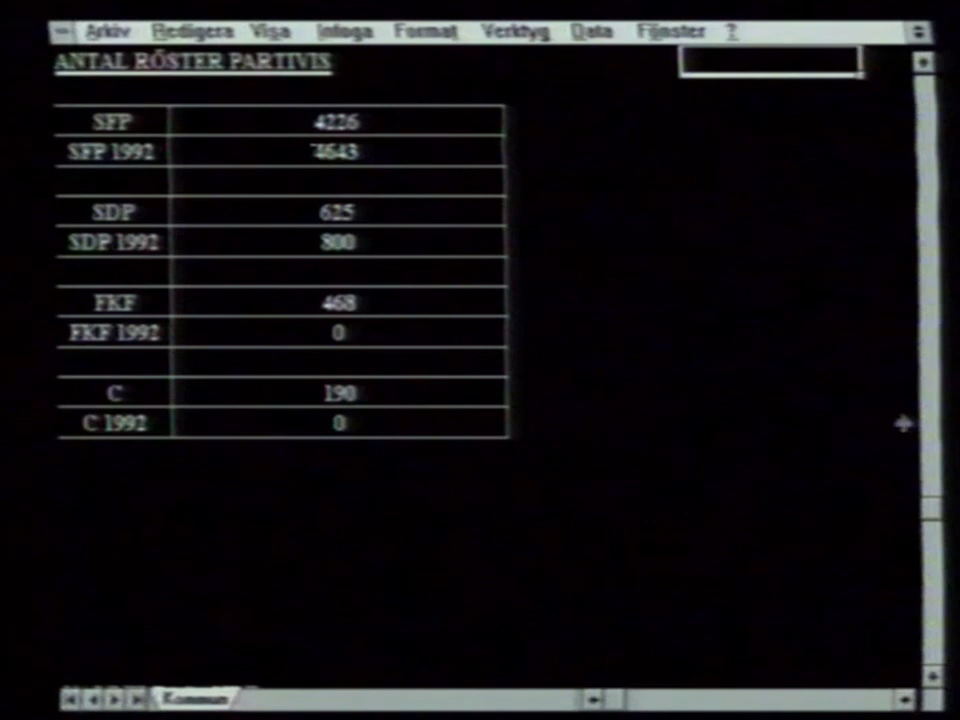 Arkiv Redigera Visa Infoga Format Verktyg Data Fönster ?
ANTAL RÖSTER PARTIVIS
SFP 4226
SFP 1992 4643
SDP 625
SDP 1992 800
FKF 468
FKF 1992 0
C 190
C 1992 0
Kommun